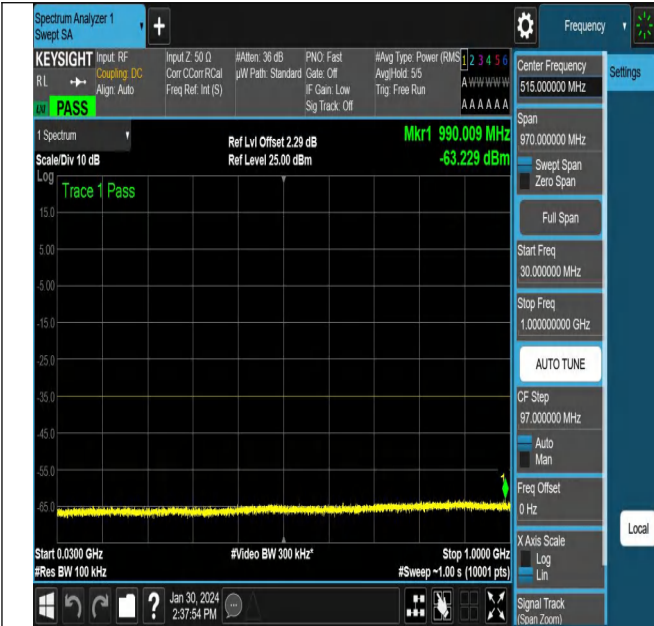 Spectrum Analyzer 1
Swept SA
Frequency
KEYSIGHT
RL
PASS
Input: RF
Coupling: DC
Align: Auto
Input Z: 50 Ω
Corr CCorr RCal
Freq Ref: Int (S)
#Atten: 36 dB
µW Path: Standard
PNO: Fast
Gate: Off
IF Gain: Low
Sig Track: Off
#Avg Type: Power (RMS
Avg|Hold: 5/5
Trig: Free Run
1 2 3 4 5 6
A W W W W W
A A A A A A
1 Spectrum
Scale/Div 10 dB
Ref Lvl Offset 2.29 dB
Ref Level 25.00 dBm
Mkr1 990.009 MHz
-63.229 dBm
Log
Trace 1 Pass
15.0
5.00
-5.00
-15.0
-25.0
-35.0
-45.0
-55.0
-65.0
1
Start 0.0300 GHz
#Res BW 100 kHz
#Video BW 300 kHz*
Stop 1.0000 GHz
#Sweep ~1.00 s (10001 pts)
Jan 30, 2024
2:37:54 PM
Center Frequency
515.000000 MHz
Settings
Span
970.000000 MHz
Swept Span
Zero Span
Full Span
Start Freq
30.000000 MHz
Stop Freq
1.000000000 GHz
AUTO TUNE
CF Step
97.000000 MHz
Auto
Man
Freq Offset
0 Hz
Local
X Axis Scale
Log
Lin
Signal Track
(Span Zoom)